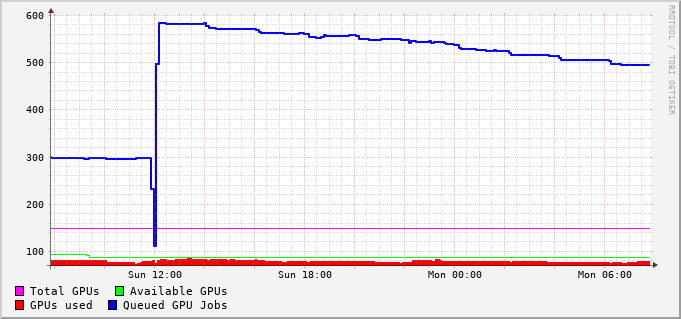 600
500
400
300
200
100
Sun 12:00 Sun 18:00 Mon 00:00 Mon 06:00
Total GPUs Available GPUs
GPUs used Queued GPU Jobs
RRDTOOL / TOBI OETIKER